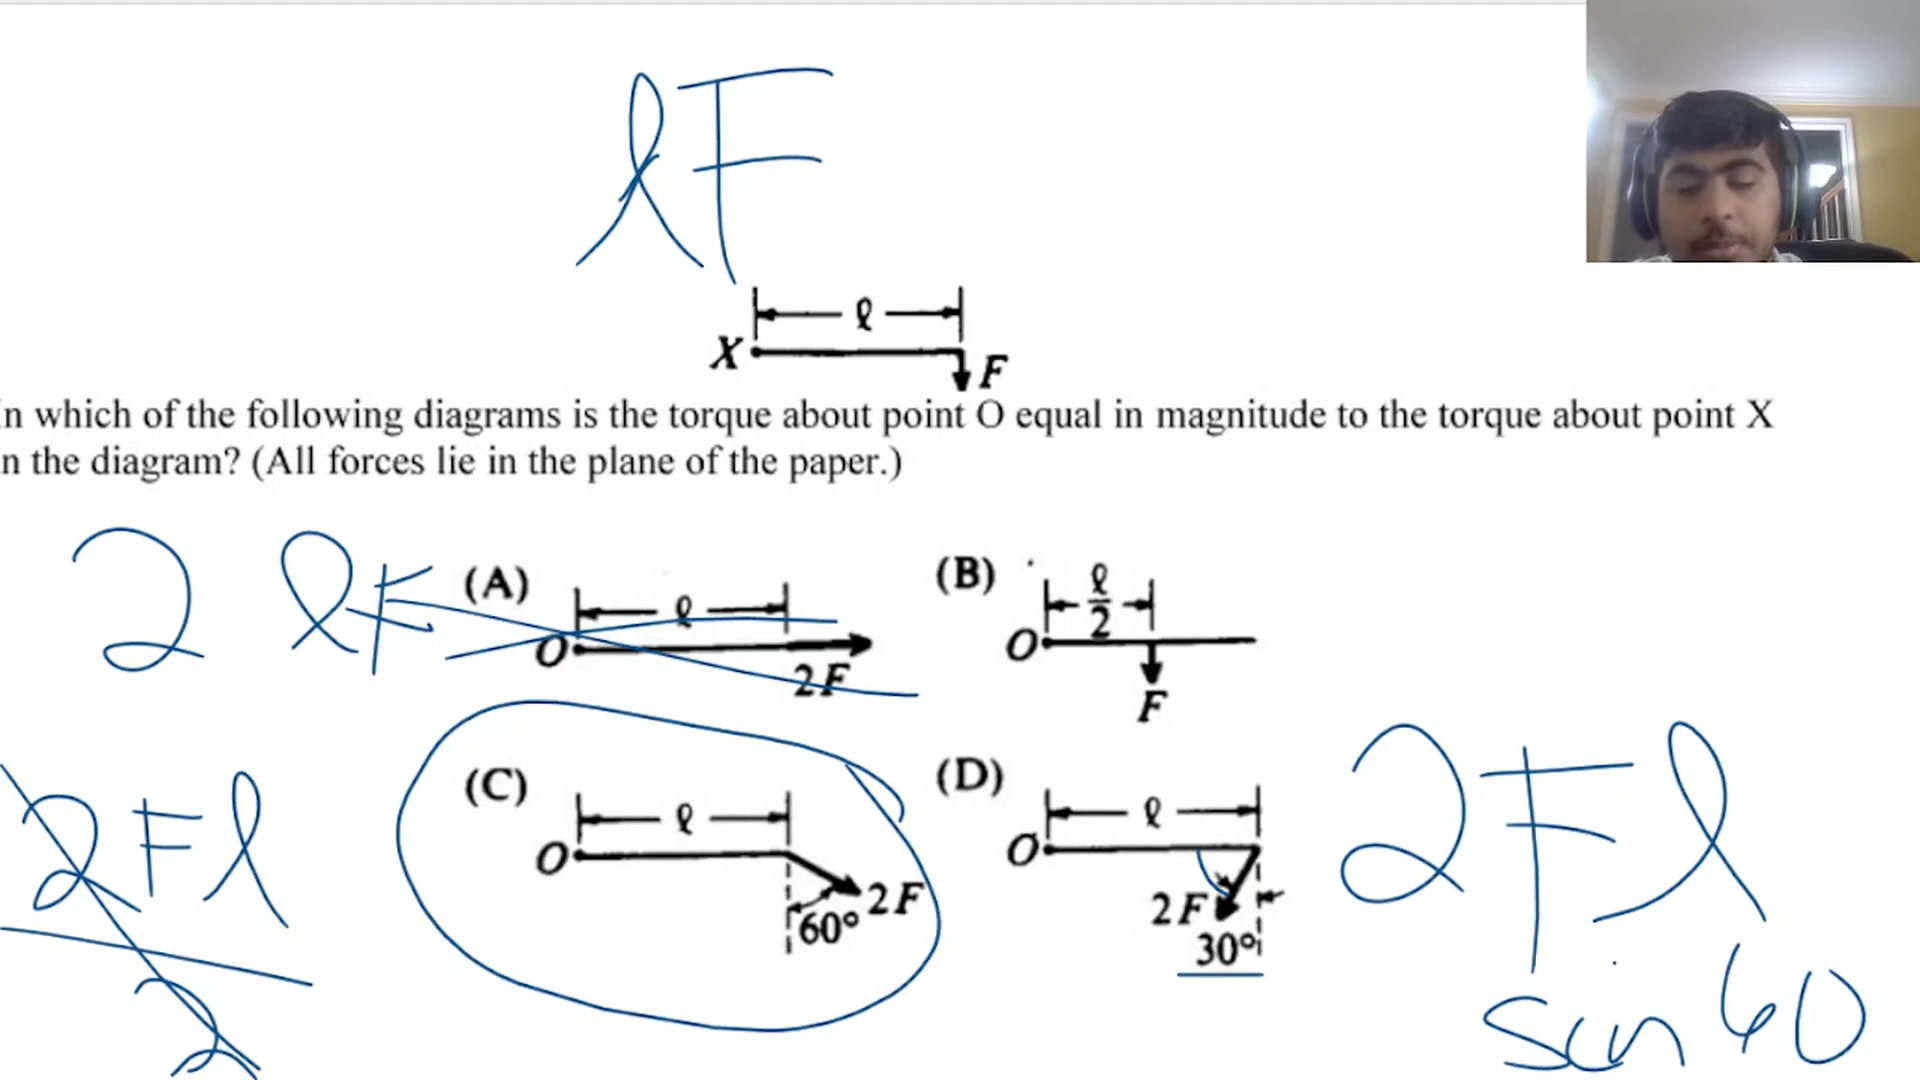 ℓF
ℓ
X
F
n which of the following diagrams is the torque about point O equal in magnitude to the torque about point X
n the diagram? (All forces lie in the plane of the paper.)
2 ℓF
(A)
ℓ
O
2F
(B)
ℓ/2
O
F
2Fℓ
2
(C)
ℓ
O
2F
60°
(D)
ℓ
O
2F
30°
2Fℓ
sin 60